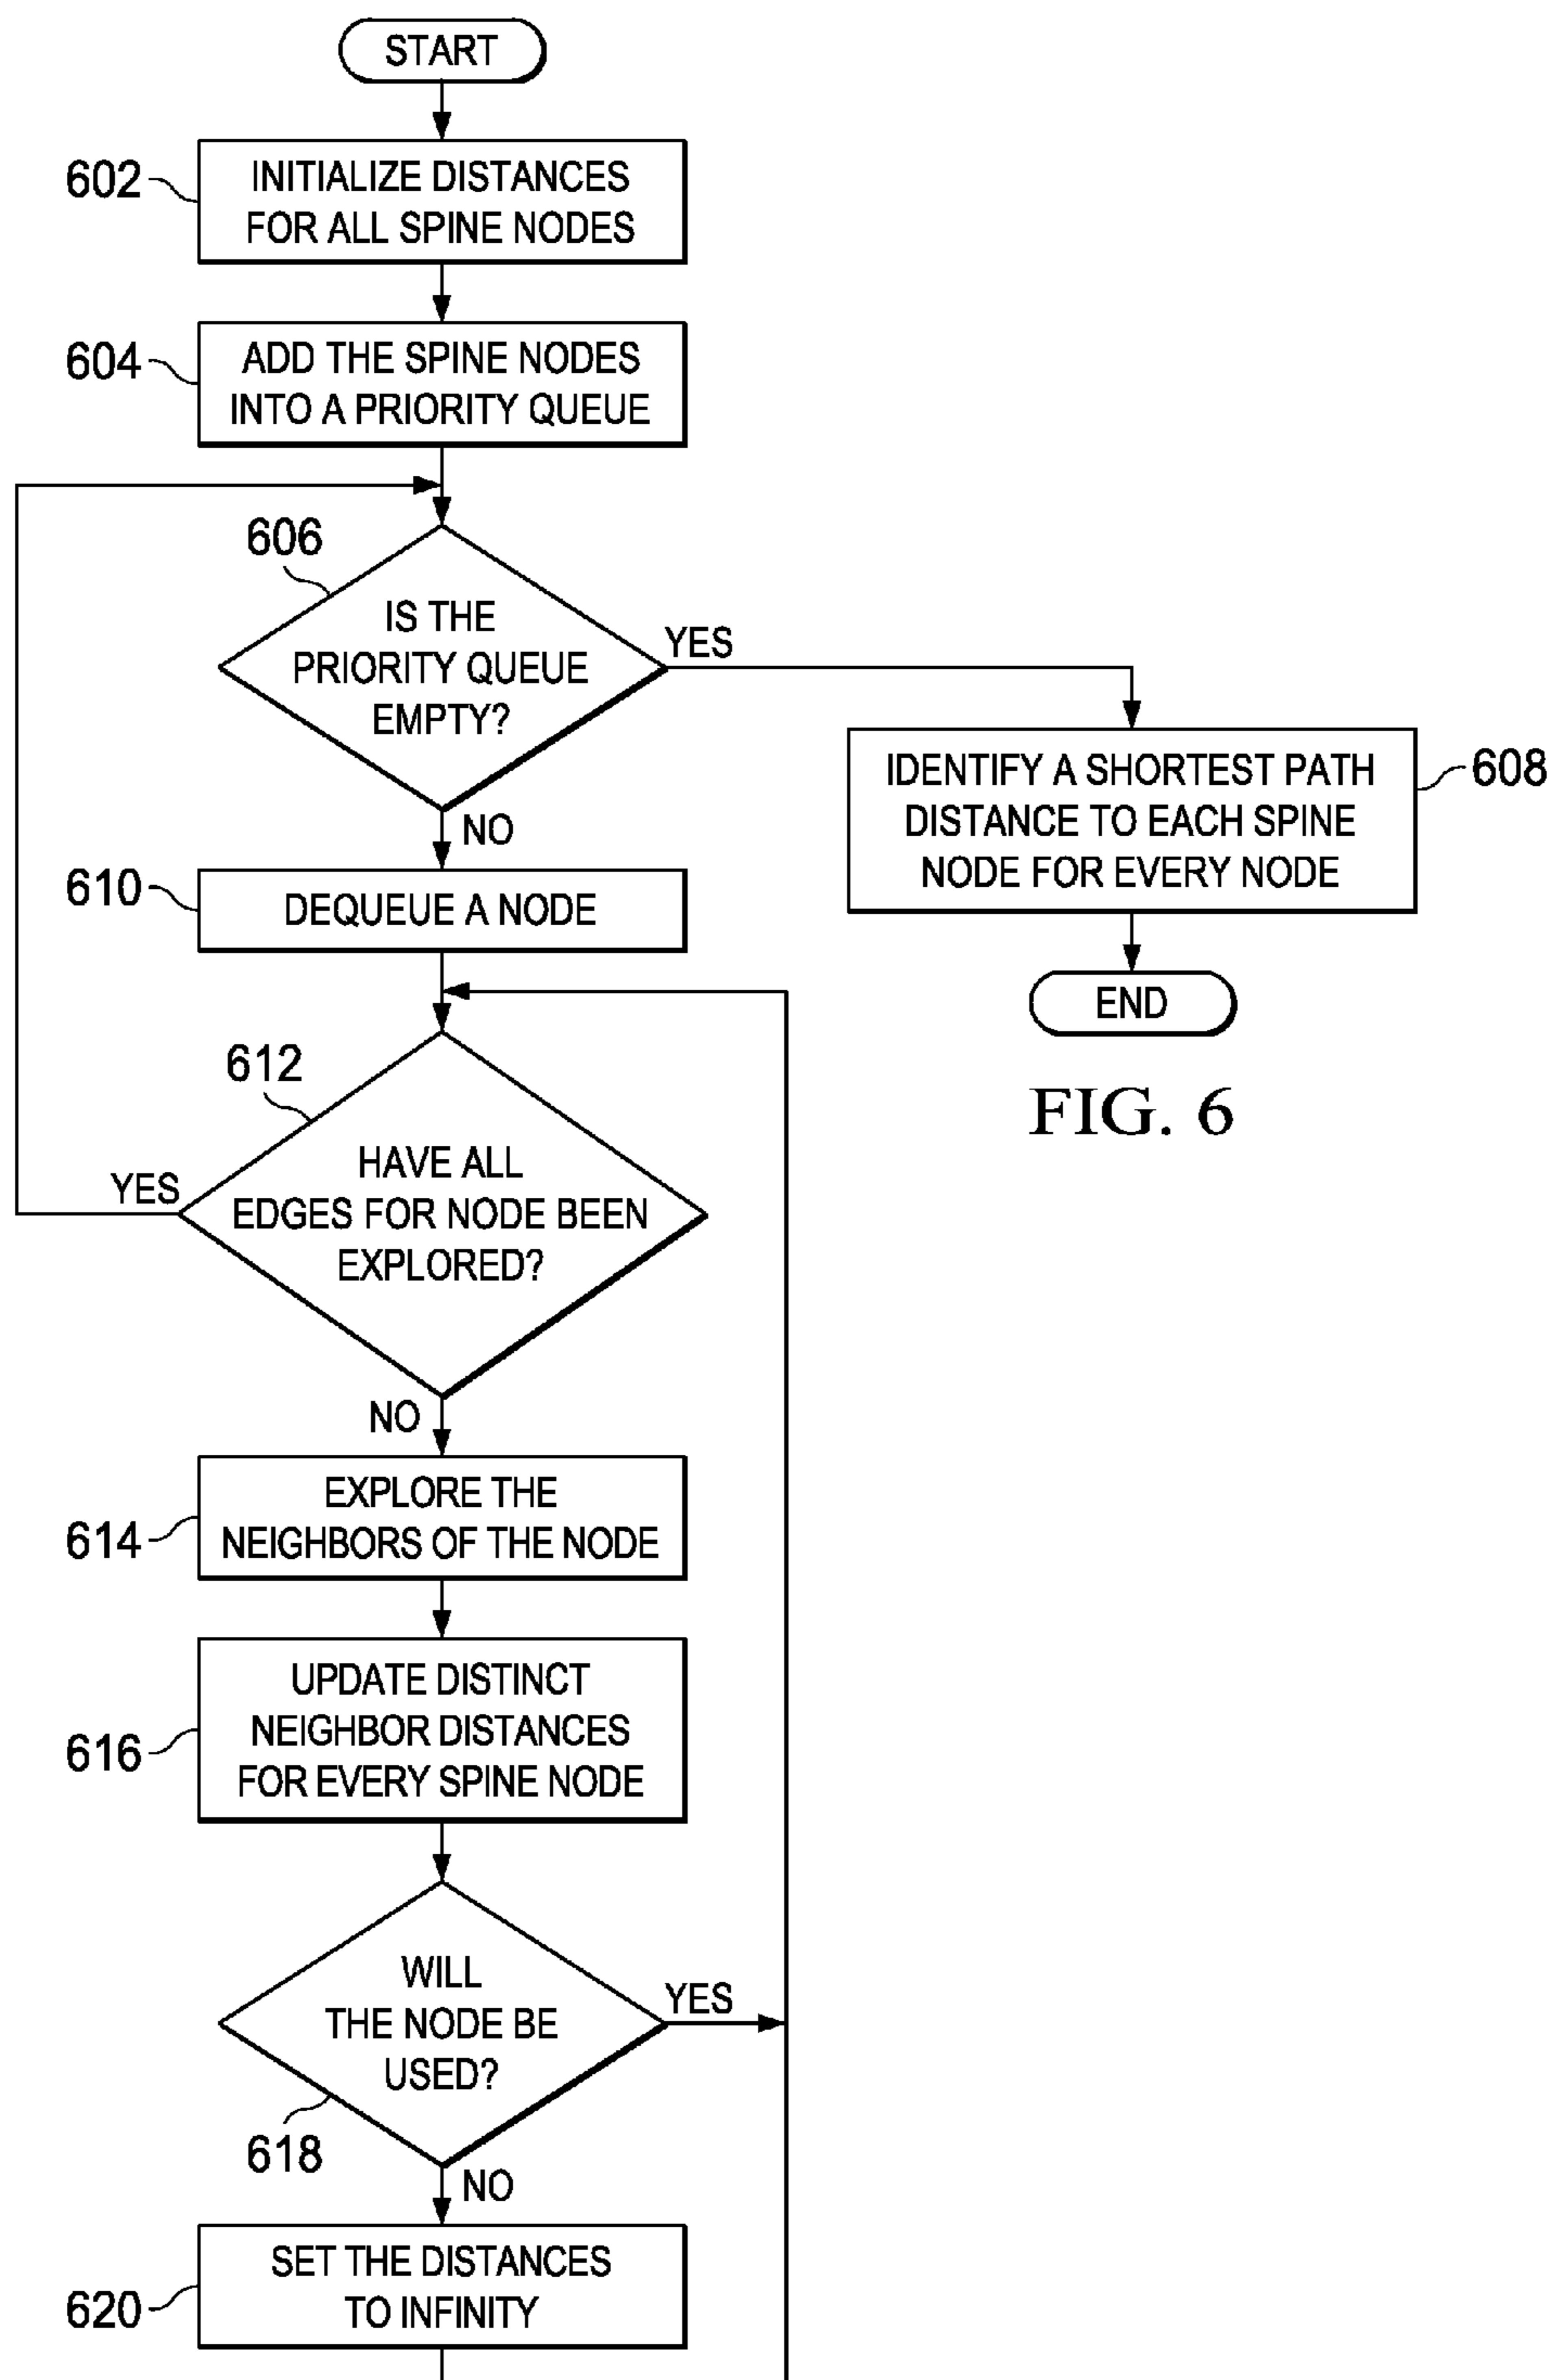 START
602
INITIALIZE DISTANCES
FOR ALL SPINE NODES
604
ADD THE SPINE NODES
INTO A PRIORITY QUEUE
606
IS THE
PRIORITY QUEUE
EMPTY?
YES
NO
608
IDENTIFY A SHORTEST PATH
DISTANCE TO EACH SPINE
NODE FOR EVERY NODE
END
FIG. 6
610
DEQUEUE A NODE
612
HAVE ALL
EDGES FOR NODE BEEN
EXPLORED?
YES
NO
614
EXPLORE THE
NEIGHBORS OF THE NODE
616
UPDATE DISTINCT
NEIGHBOR DISTANCES
FOR EVERY SPINE NODE
WILL
THE NODE BE
USED?
YES
618
NO
620
SET THE DISTANCES
TO INFINITY